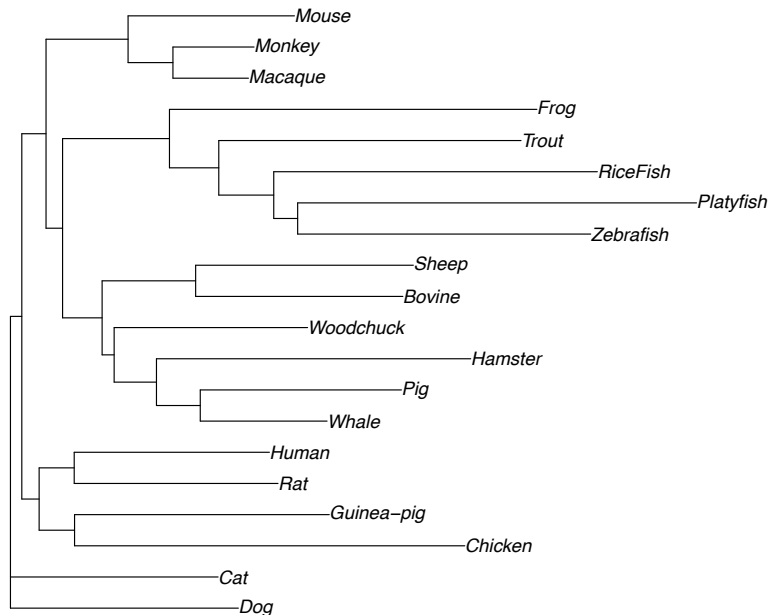 Mouse
Monkey
Macaque
Frog
Trout
RiceFish
Platyfish
Zebrafish
Sheep
Bovine
Woodchuck
Hamster
Pig
Whale
Human
Rat
Guinea−pig
Chicken
Cat
Dog